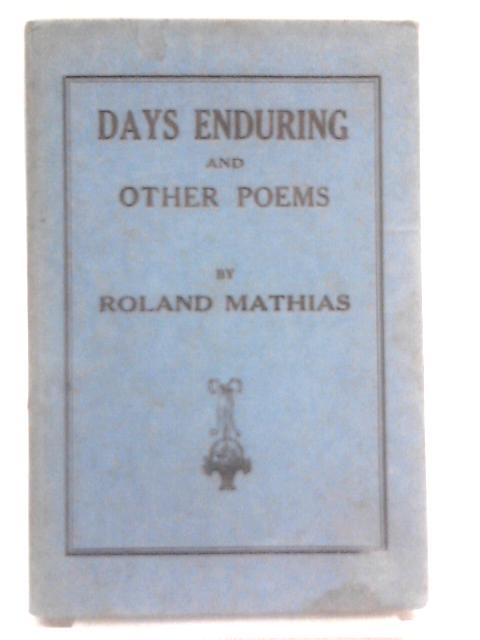 DAYS ENDURING
AND
OTHER POEMS
BY
ROLAND MATHIAS